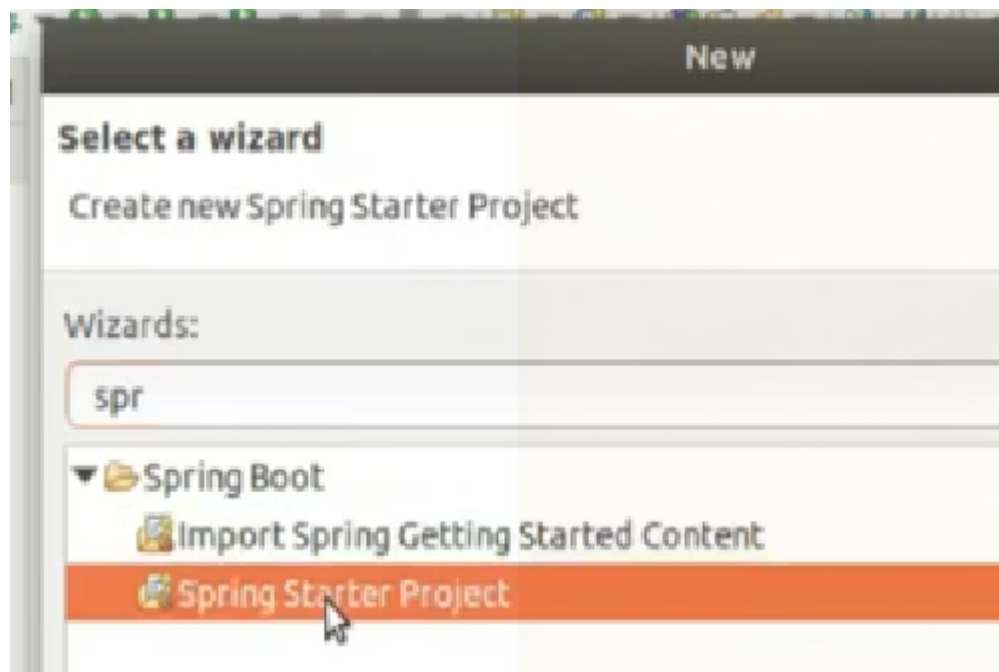 New
Select a wizard
Create new Spring Starter Project
Wizards:
spr
Spring Boot
Import Spring Getting Started Content
Spring Starter Project